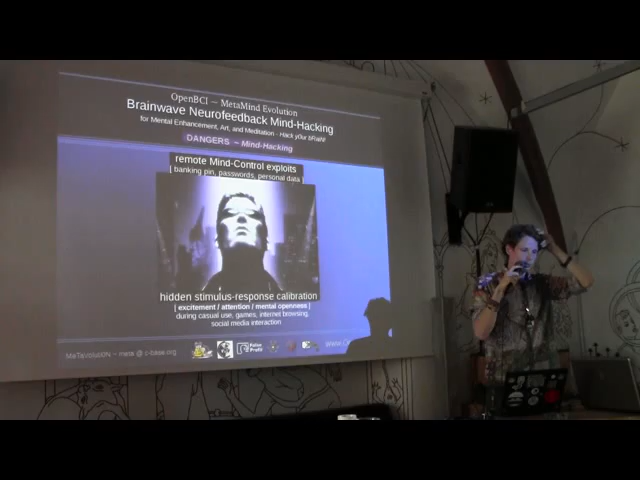 OpenBCI ~ MetaMind Evolution
Brainwave Neurofeedback Mind-Hacking
for Mental Enhancement, Art, and Meditation - Hack yOur bRaiN!
DANGERS ~ Mind-Hacking
remote Mind-Control exploits
[ banking pin, passwords, personal data ]
hidden stimulus-response calibration
[ excitement / attention / mental openness ]
during casual use, games, internet browsing,
social media interaction
@ c-base.org